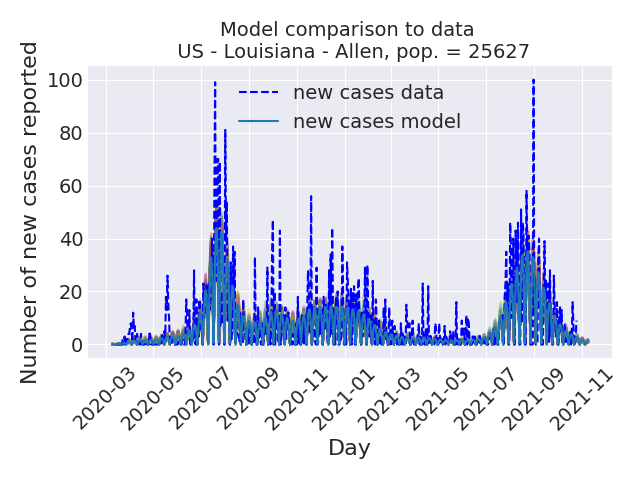 Model comparison to data
US - Louisiana - Allen, pop. = 25627
new cases data
new cases model
Number of new cases reported
100
80
60
40
20
0
2020-03
2020-05
2020-07
2020-09
2020-11
2021-01
2021-03
2021-05
2021-07
2021-09
2021-11
Day